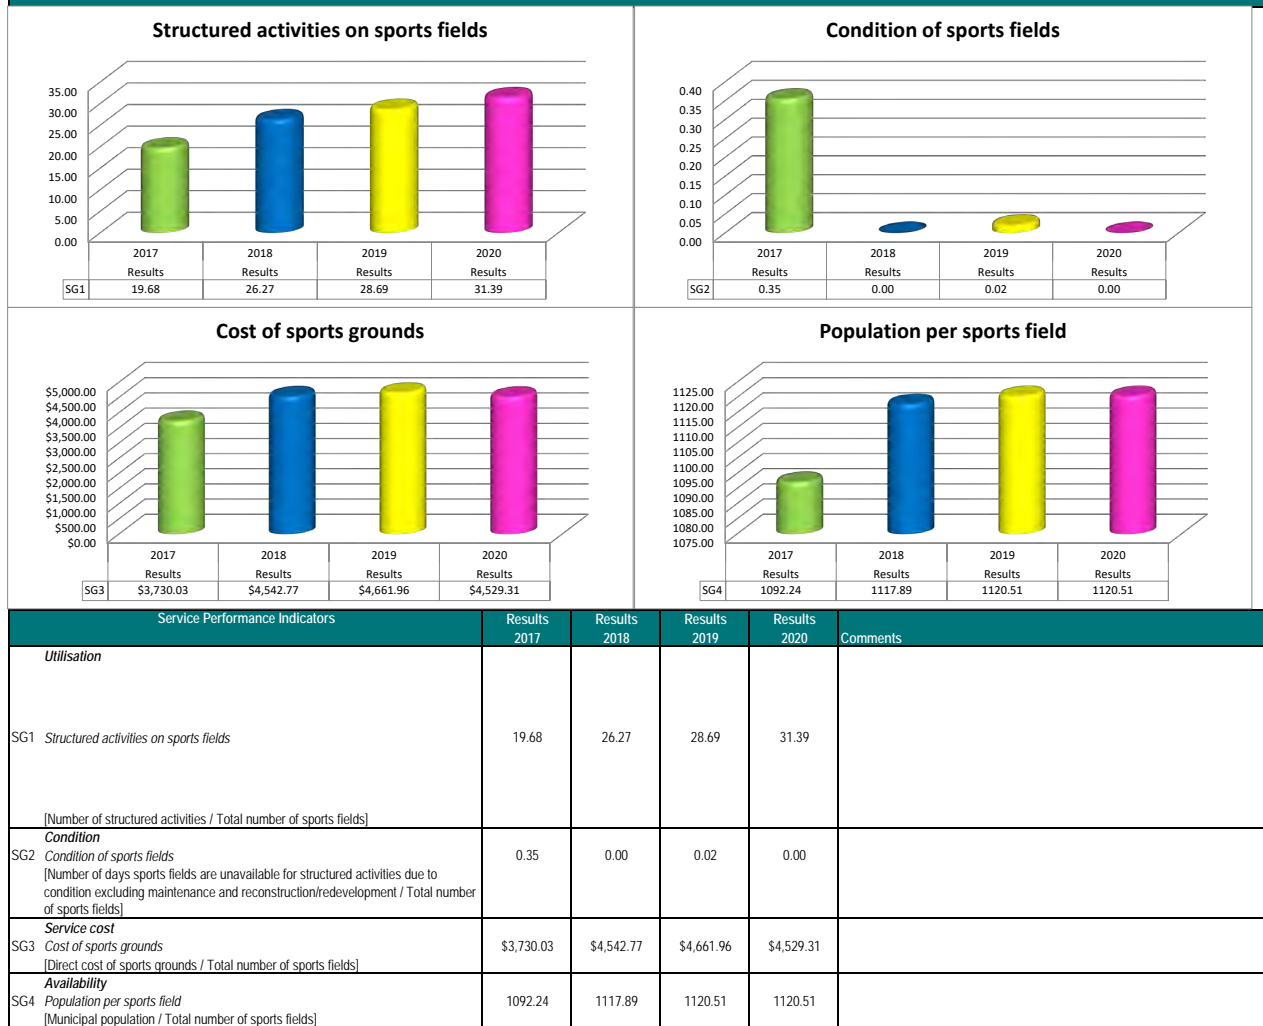 Structured activities on sports fields
35.00
30.00
25.00
20.00
15.00
10.00
5.00
0.00
2017 2018 2019 2020
Results Results Results Results
SG1 19.68 26.27 28.69 31.39
Condition of sports fields
0.40
0.35
0.30
0.25
0.20
0.15
0.10
0.05
0.00
2017 2018 2019 2020
Results Results Results Results
SG2 0.35 0.00 0.02 0.00
Cost of sports grounds
$5,000.00
$4,500.00
$4,000.00
$3,500.00
$3,000.00
$2,500.00
$2,000.00
$1,500.00
$1,000.00
$500.00
$0.00
2017 2018 2019 2020
Results Results Results Results
SG3 $3,730.03 $4,542.77 $4,661.96 $4,529.31
Population per sports field
1125.00
1120.00
1115.00
1110.00
1105.00
1100.00
1095.00
1090.00
1085.00
1080.00
1075.00
2017 2018 2019 2020
Results Results Results Results
SG4 1092.24 1117.89 1120.51 1120.51
Service Performance Indicators Results Results Results Results
2017 2018 2019 2020 Comments
Utilisation
SG1 Structured activities on sports fields 19.68 26.27 28.69 31.39
[Number of structured activities / Total number of sports fields]
Condition
SG2 Condition of sports fields 0.35 0.00 0.02 0.00
[Number of days sports fields are unavailable for structured activities due to
condition excluding maintenance and reconstruction/redevelopment / Total number
of sports fields]
Service cost
SG3 Cost of sports grounds $3,730.03 $4,542.77 $4,661.96 $4,529.31
[Direct cost of sports grounds / Total number of sports fields]
Availability
SG4 Population per sports field 1092.24 1117.89 1120.51 1120.51
[Municipal population / Total number of sports fields]